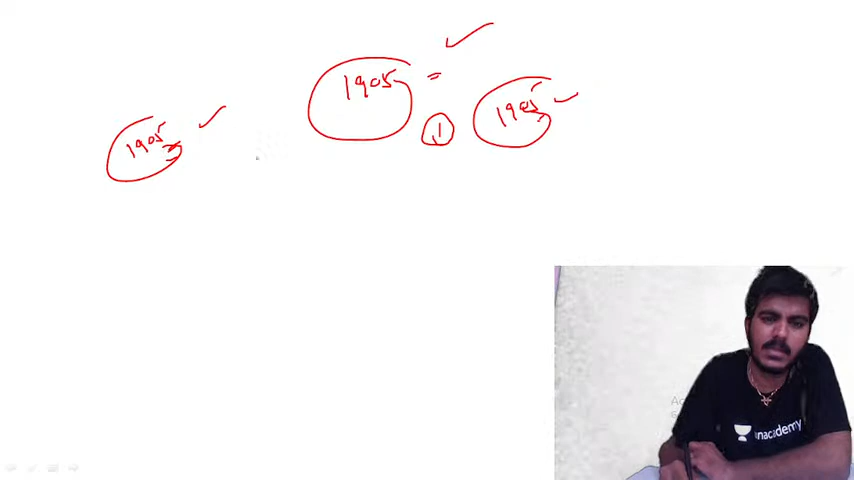 1905 =
① 1905
1905
unacademy